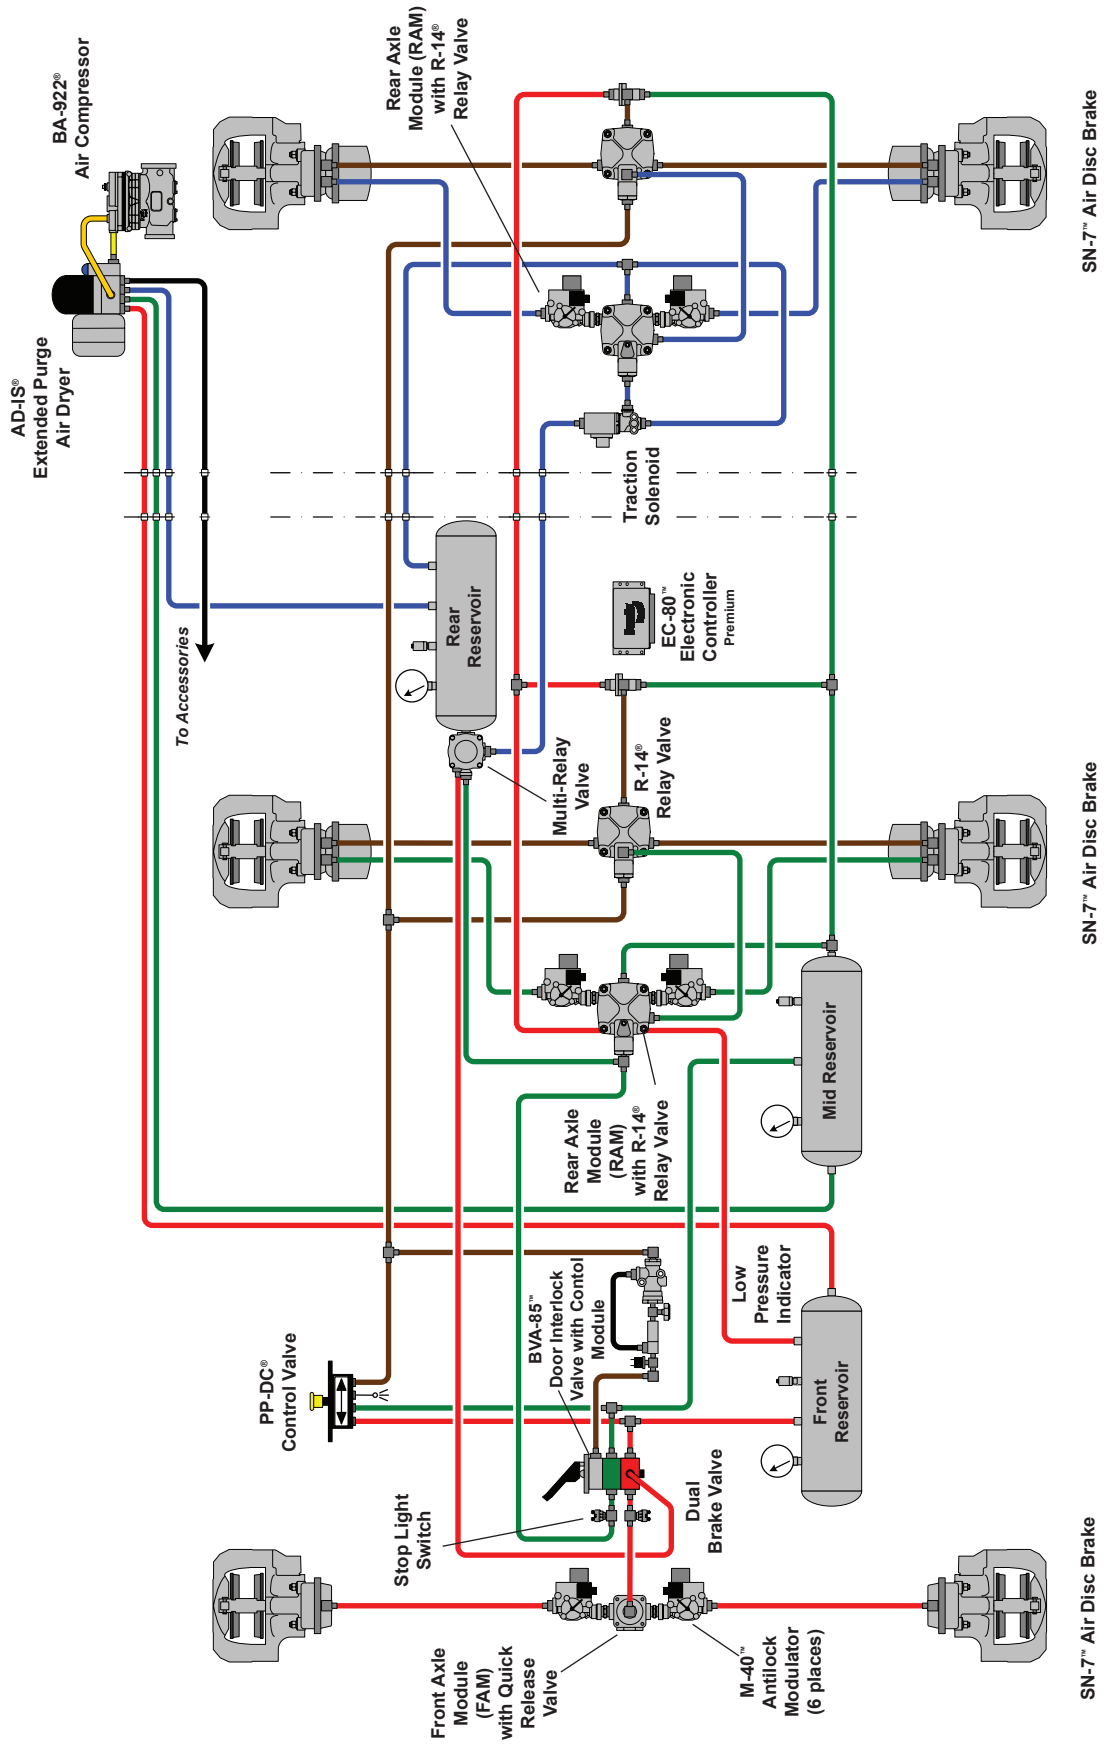 AD-IS®
Extended Purge
Air Dryer
BA-922®
Air Compressor
Rear Axle
Module (RAM)
with R-14®
Relay Valve
SN-7™ Air Disc Brake
Traction
Solenoid
To Accessories
Rear
Reservoir
EC-80™
Electronic
Controller
Premium
Multi-Relay
Valve
R-14®
Relay Valve
SN-7™ Air Disc Brake
Rear Axle
Module
(RAM)
with R-14®
Relay Valve
Mid Reservoir
PP-DC®
Control Valve
BVA-85™
Door Interlock
Valve with Contol
Module
Low
Pressure
Indicator
Front
Reservoir
Stop Light
Switch
Dual
Brake Valve
Front Axle
Module
(FAM)
with Quick
Release
Valve
M-40™
Antilock
Modulator
(6 places)
SN-7™ Air Disc Brake